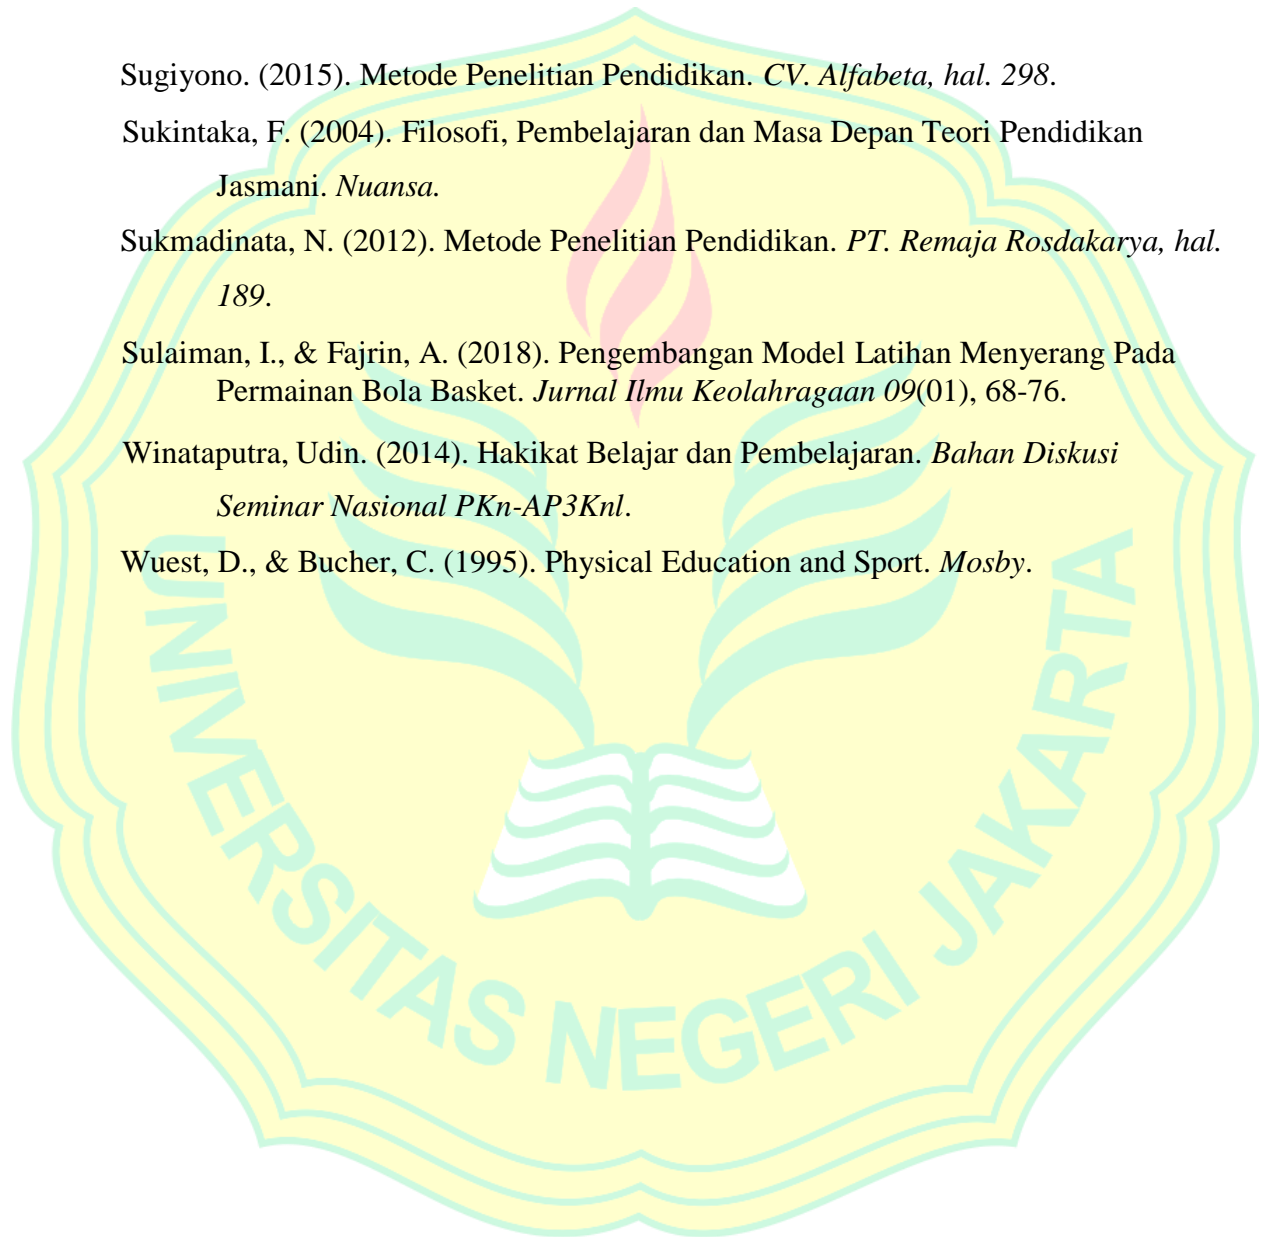 Sugiyono. (2015). Metode Penelitian Pendidikan. CV. Alfabeta, hal. 298.
Sukintaka, F. (2004). Filosofi, Pembelajaran dan Masa Depan Teori Pendidikan
Jasmani. Nuansa.
Sukmadinata, N. (2012). Metode Penelitian Pendidikan. PT. Remaja Rosdakarya, hal.
189.
Sulaiman, I., & Fajrin, A. (2018). Pengembangan Model Latihan Menyerang Pada
Permainan Bola Basket. Jurnal Ilmu Keolahragaan 09(01), 68-76.
Winataputra, Udin. (2014). Hakikat Belajar dan Pembelajaran. Bahan Diskusi
Seminar Nasional PKn-AP3Knl.
Wuest, D., & Bucher, C. (1995). Physical Education and Sport. Mosby.
UNIVERSITAS NEGERI JAKARTA